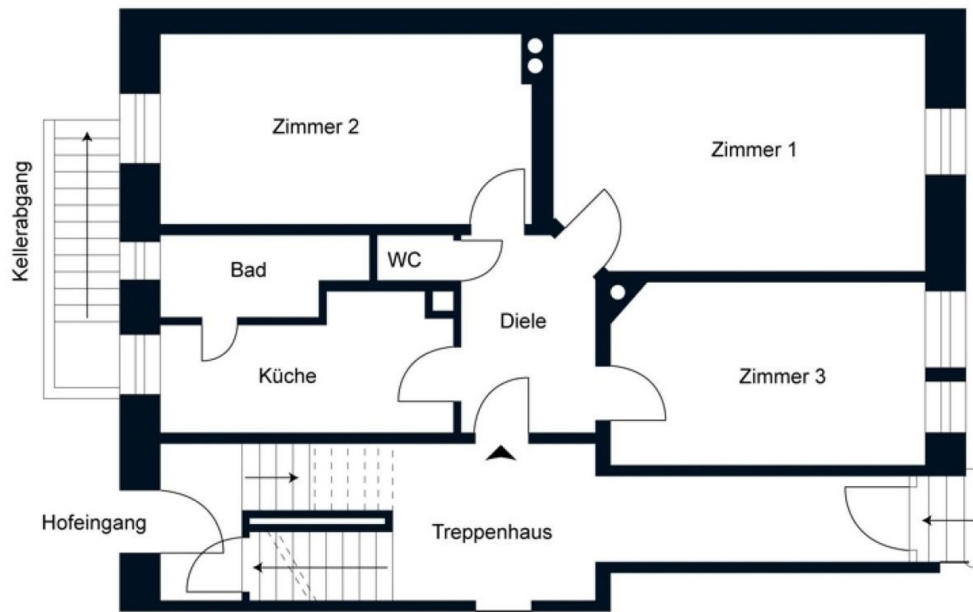 Zimmer 2
Zimmer 1
Kellerabgang
Bad
WC
Diele
Küche
Zimmer 3
Hofeingang
Treppenhaus